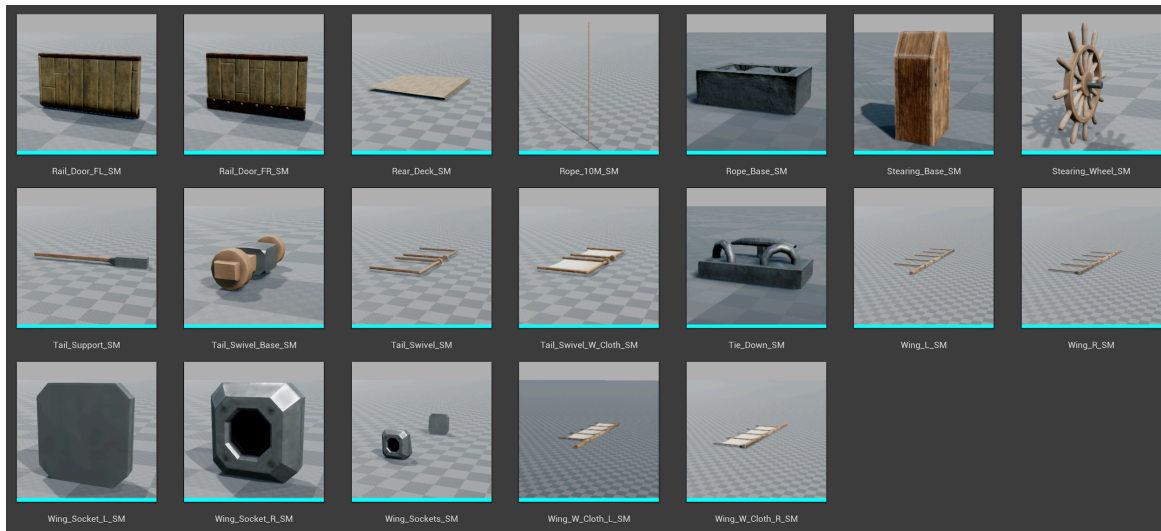 Rail_Door_FL_SM
Rail_Door_FR_SM
Rear_Deck_SM
Rope_10M_SM
Rope_Base_SM
Stearing_Base_SM
Stearing_Wheel_SM
Tail_Support_SM
Tail_Swivel_Base_SM
Tail_Swivel_SM
Tail_Swivel_W_Cloth_SM
Tie_Down_SM
Wing_L_SM
Wing_R_SM
Wing_Socket_L_SM
Wing_Socket_R_SM
Wing_Sockets_SM
Wing_W_Cloth_L_SM
Wing_W_Cloth_R_SM